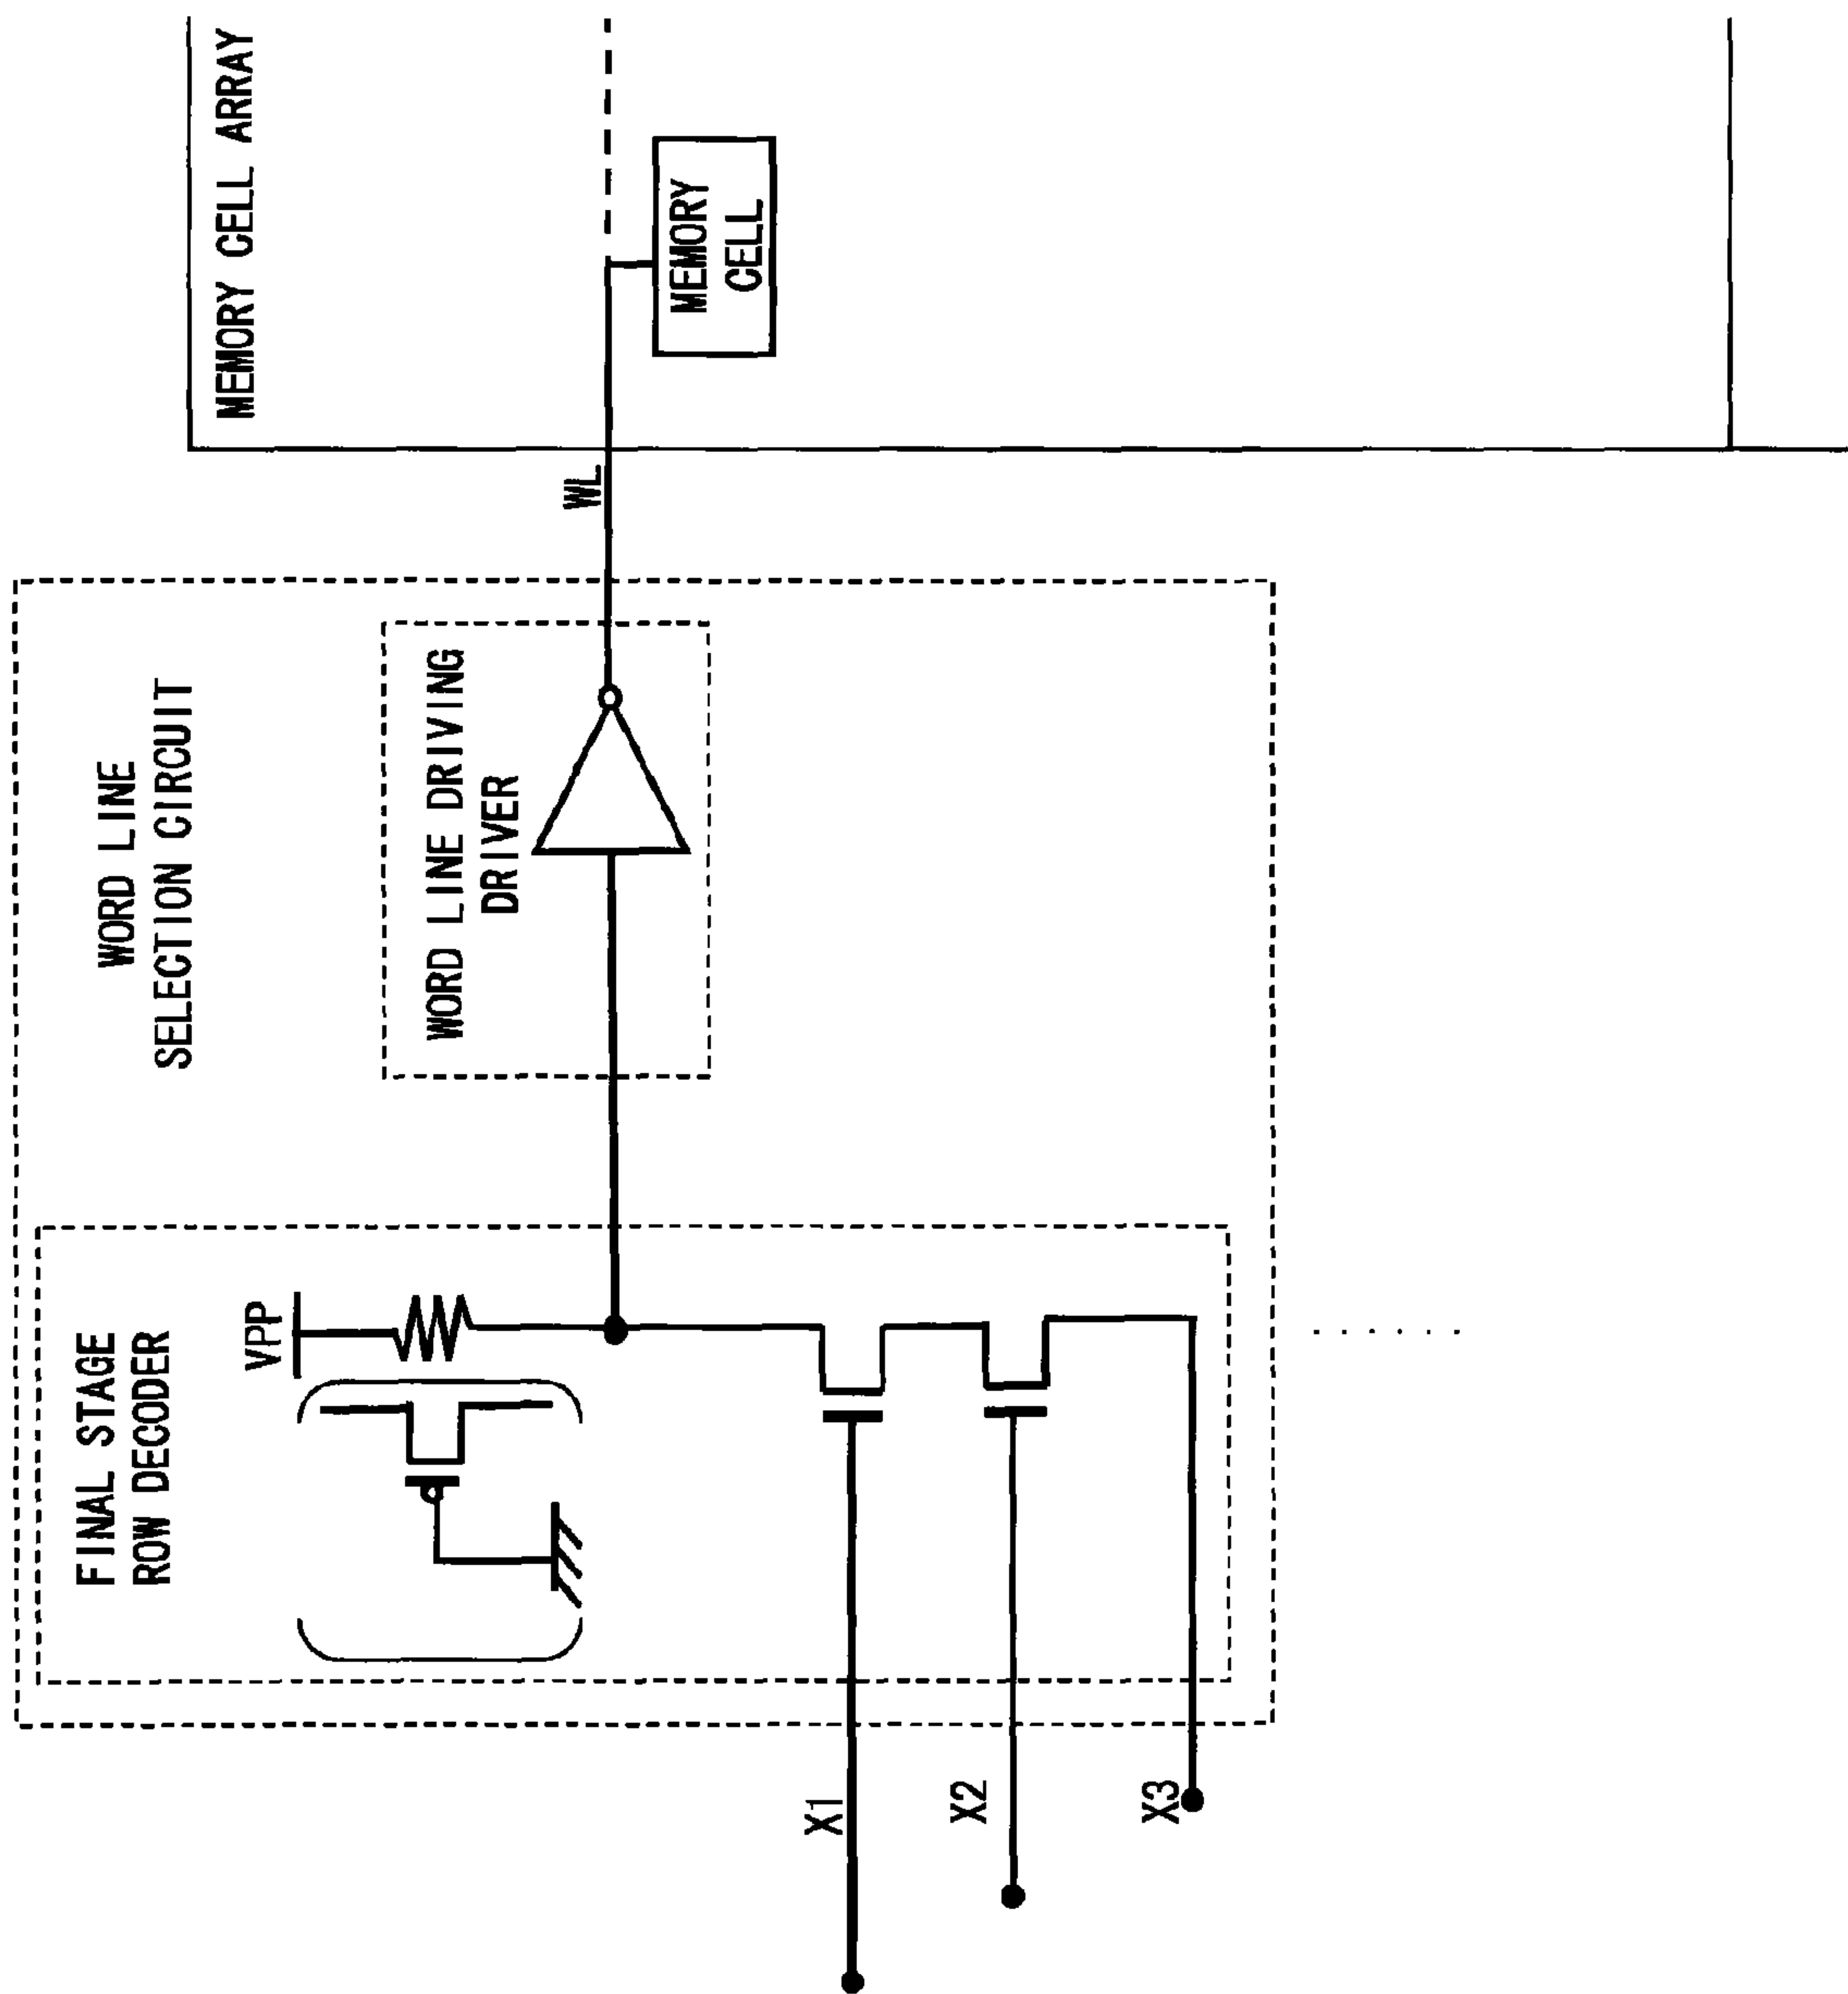 WORD LINE
SELECTION CIRCUIT
MEMORY CELL ARRAY
FINAL STAGE
ROW DECODER
VPP
WORD LINE DRIVING
DRIVER
WL
MEMORY
CELL
X1
X2
X3